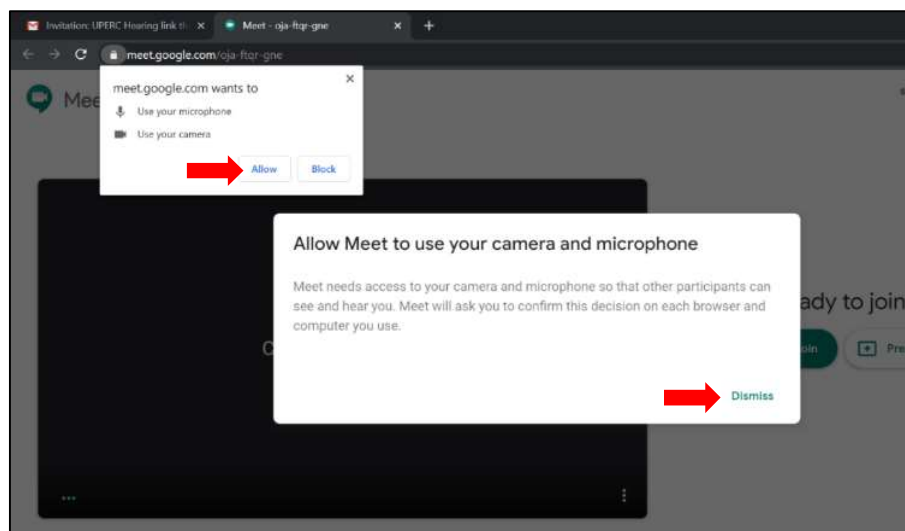 Invitation: UPERC Hearing link th
Meet - oja-ftqr-gne
meet.google.com/oja-ftqr-gne
Mee
meet.google.com wants to
Use your microphone
Use your camera
Allow
Block
Allow Meet to use your camera and microphone
Meet needs access to your camera and microphone so that other participants can
see and hear you. Meet will ask you to confirm this decision on each browser and
computer you use.
ady to join
C
oin
Pre
Dismiss